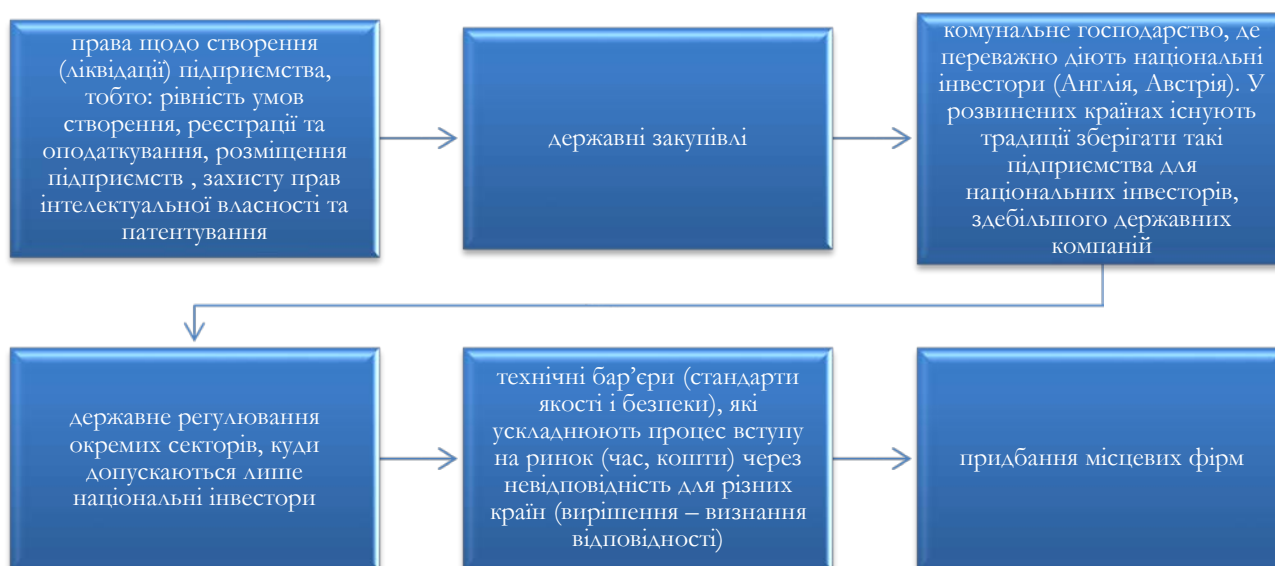 права щодо створення
(ліквідації) підприємства,
тобто: рівність умов
створення, реєстрації та
оподаткування, розміщення
підприємств , захисту прав
інтелектуальної власності та
патентування
державні закупівлі
комунальне господарство, де
переважно діють національні
інвестори (Англія, Австрія). У
розвинених країнах існують
традиції зберігати такі
підприємства для
національних інвесторів,
здебільшого державних
компаній
державне регулювання
окремих секторів, куди
допускаються лише
національні інвестори
технічні бар’єри (стандарти
якості і безпеки), які
ускладнюють процес вступу
на ринок (час, кошти) через
невідповідність для різних
країн (вирішення – визнання
відповідності)
придбання місцевих фірм